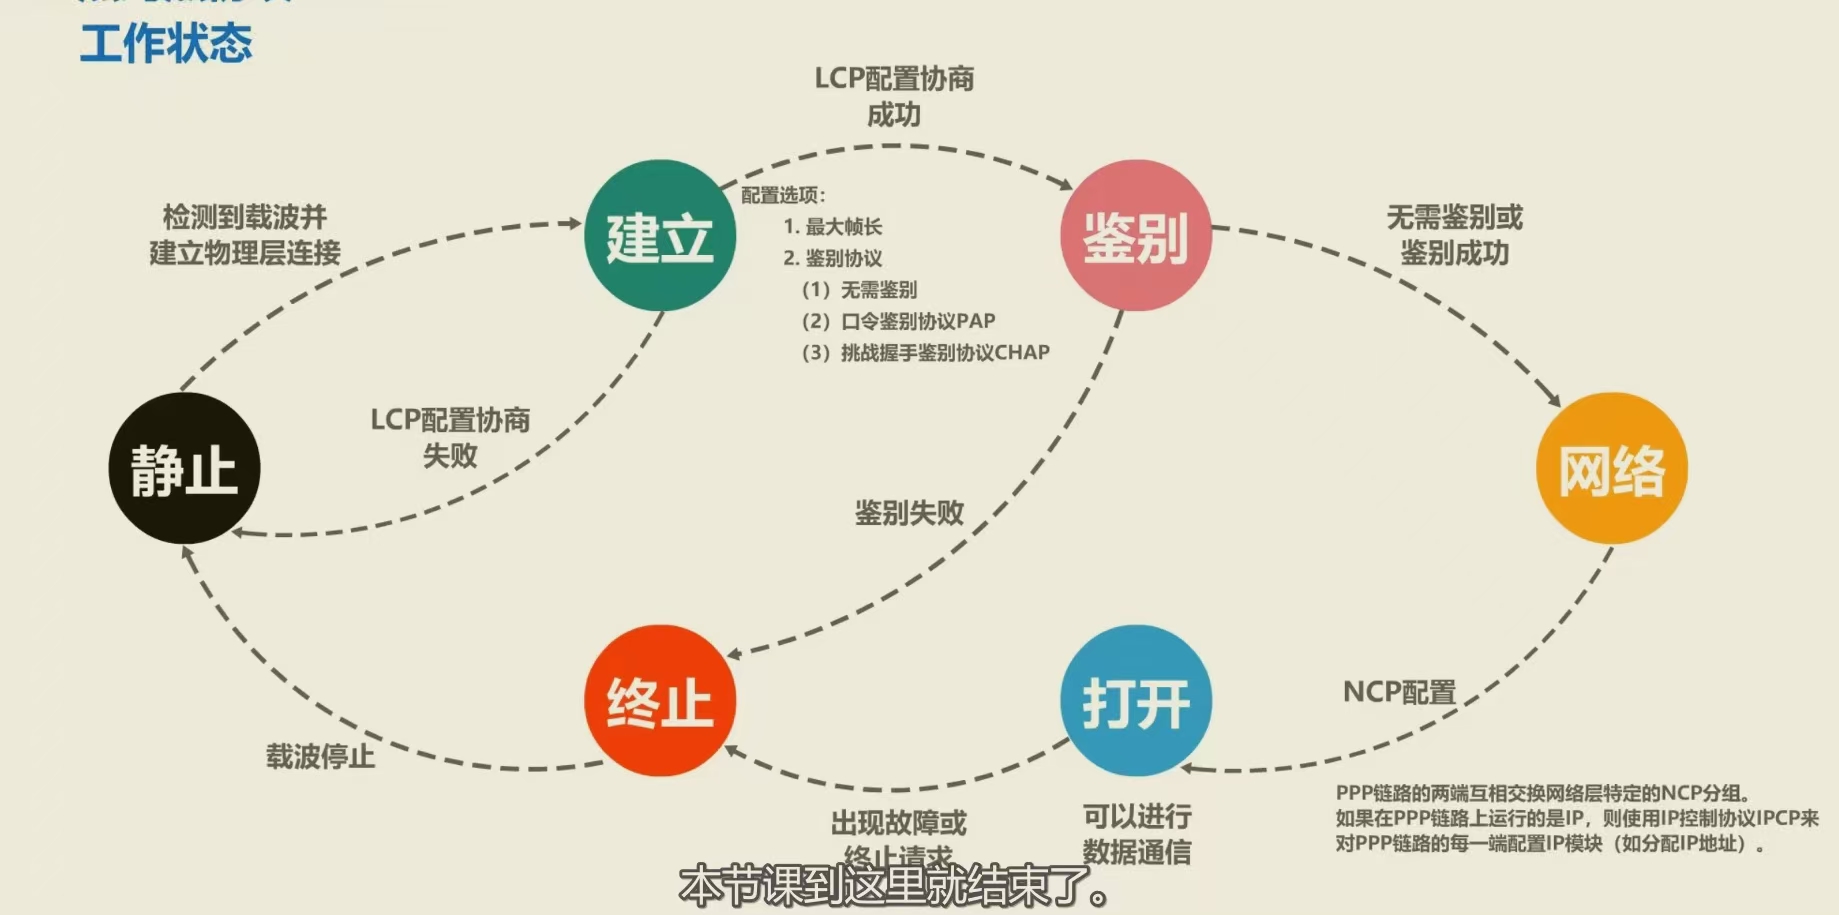 工作状态
LCP配置协商
成功
检测到载波并
建立物理层连接
建立
配置选项：
1. 最大帧长
2. 鉴别协议
（1）无需鉴别
（2）口令鉴别协议PAP
（3）挑战握手鉴别协议CHAP
鉴别
无需鉴别或
鉴别成功
静止
LCP配置协商
失败
鉴别失败
网络
终止
打开
NCP配置
载波停止
出现故障或
终止请求
可以进行
数据通信
PPP链路的两端互相交换网络层特定的NCP分组。
如果在PPP链路上运行的是IP，则使用IP控制协议IPCP来
对PPP链路的每一端配置IP模块（如分配IP地址）。
本节课到这里就结束了。